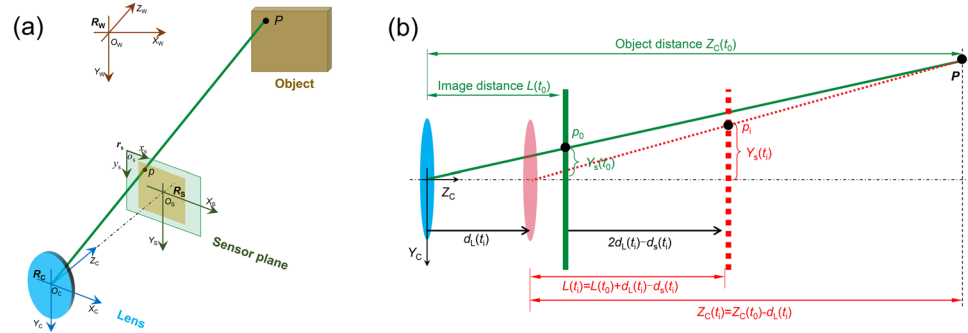 (a)
Z_W
R_W
O_W
X_W
Y_W
P
Object
r_s
x_s
o_s
y_s
p
R_S
O_S
X_S
Y_S
Sensor plane
Z_C
R_C
O_C
X_C
Y_C
Lens
(b)
Object distance Z_C(t_0)
Image distance L(t_0)
P
p_0
p_i
Y_s(t_0)
Y_s(t_i)
Z_C
d_L(t_i)
2d_L(t_i)−d_s(t_i)
Y_C
L(t_i)=L(t_0)+d_L(t_i)−d_s(t_i)
Z_C(t_i)=Z_C(t_0)-d_L(t_i)